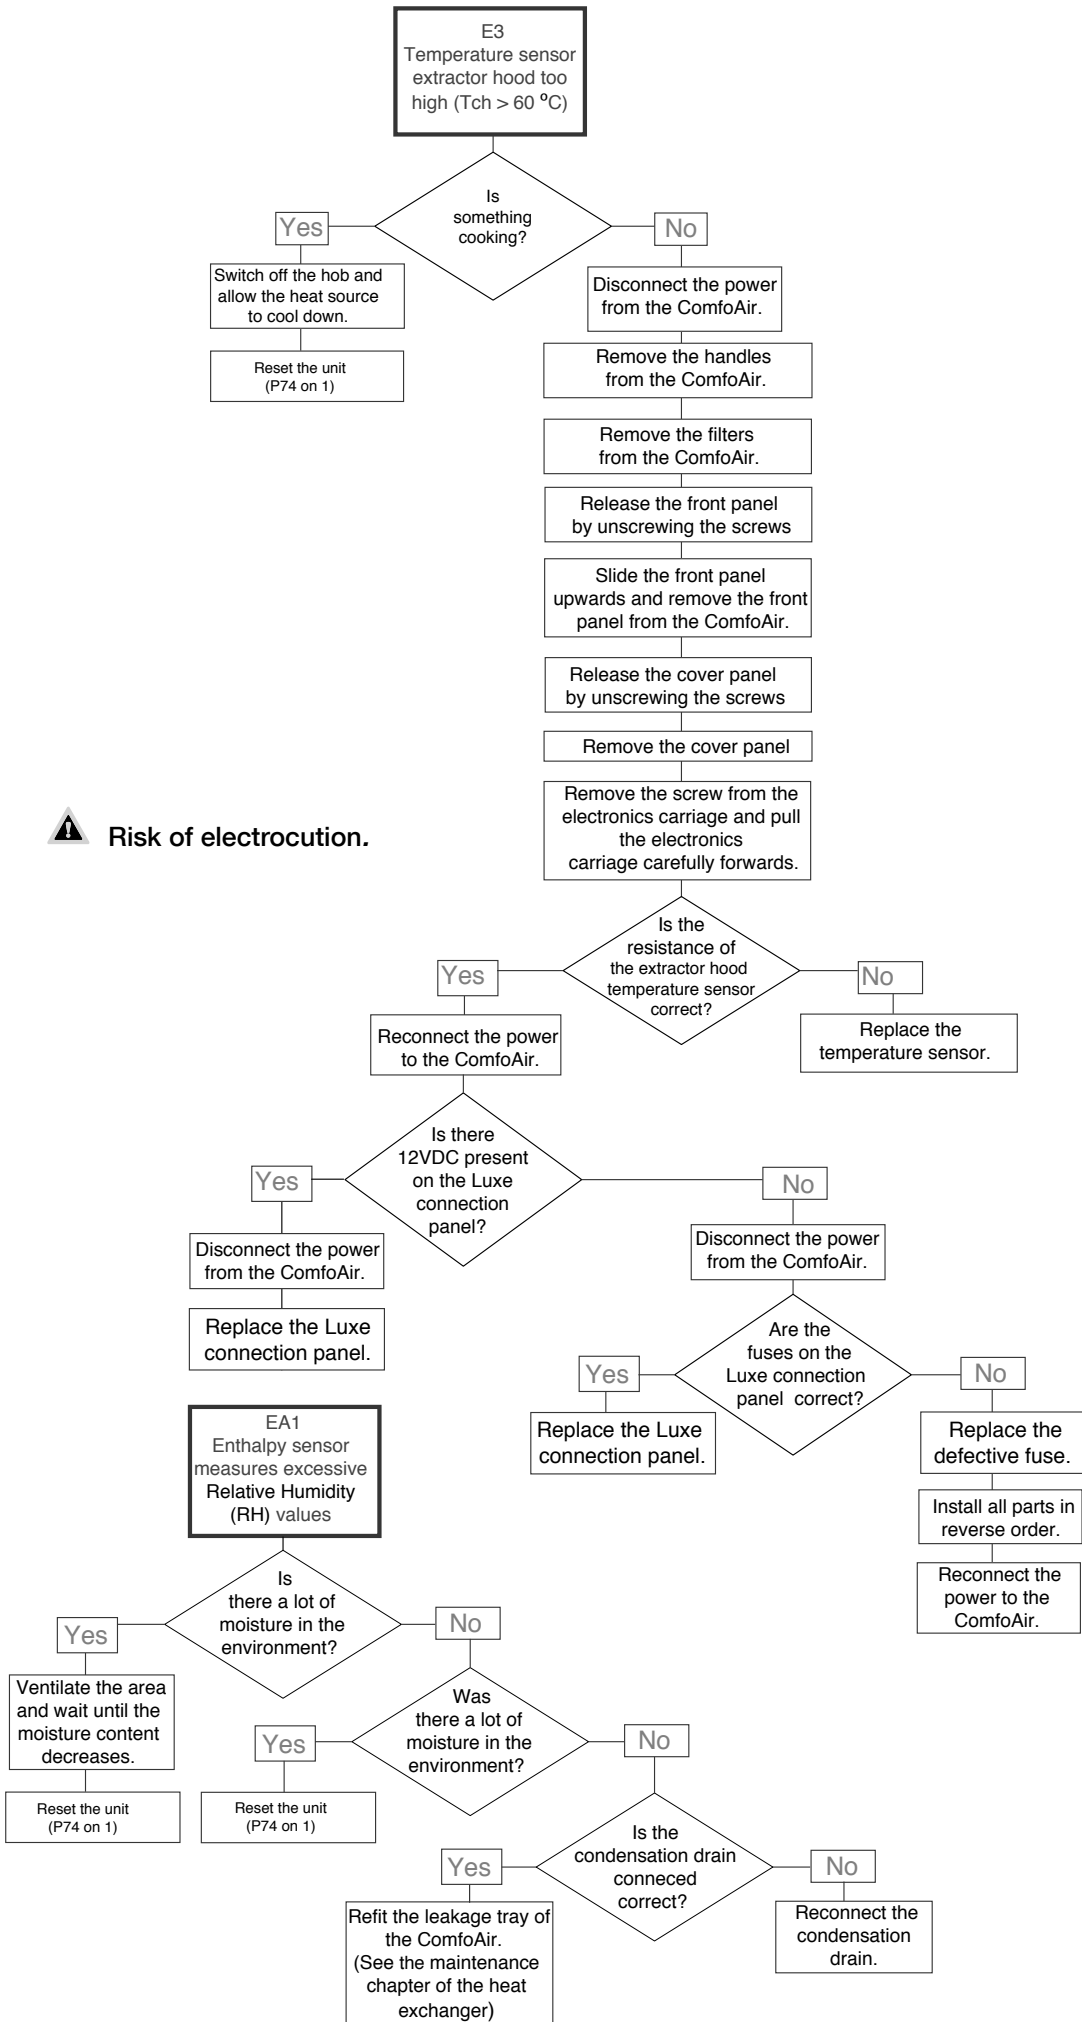 E3
Temperature sensor
extractor hood too
high (Tch > 60 °C)
Is
something
cooking?
Yes
No
Switch off the hob and
allow the heat source
to cool down.
Reset the unit
(P74 on 1)
Disconnect the power
from the ComfoAir.
Remove the handles
from the ComfoAir.
Remove the filters
from the ComfoAir.
Release the front panel
by unscrewing the screws
Slide the front panel
upwards and remove the front
panel from the ComfoAir.
Release the cover panel
by unscrewing the screws
Remove the cover panel
Remove the screw from the
electronics carriage and pull
the electronics
carriage carefully forwards.
Risk of electrocution.
Is the
resistance of
the extractor hood
temperature sensor
correct?
Yes
No
Reconnect the power
to the ComfoAir.
Replace the
temperature sensor.
Is there
12VDC present
on the Luxe
connection
panel?
Yes
No
Disconnect the power
from the ComfoAir.
Replace the Luxe
connection panel.
Disconnect the power
from the ComfoAir.
Are the
fuses on the
Luxe connection
panel correct?
Yes
No
Replace the Luxe
connection panel.
Replace the
defective fuse.
Install all parts in
reverse order.
Reconnect the
power to the
ComfoAir.
EA1
Enthalpy sensor
measures excessive
Relative Humidity
(RH) values
Is
there a lot of
moisture in the
environment?
Yes
No
Ventilate the area
and wait until the
moisture content
decreases.
Reset the unit
(P74 on 1)
Was
there a lot of
moisture in the
environment?
Yes
No
Reset the unit
(P74 on 1)
Is the
condensation drain
conneced
correct?
Yes
No
Refit the leakage tray of
the ComfoAir.
(See the maintenance
chapter of the heat
exchanger)
Reconnect the
condensation
drain.